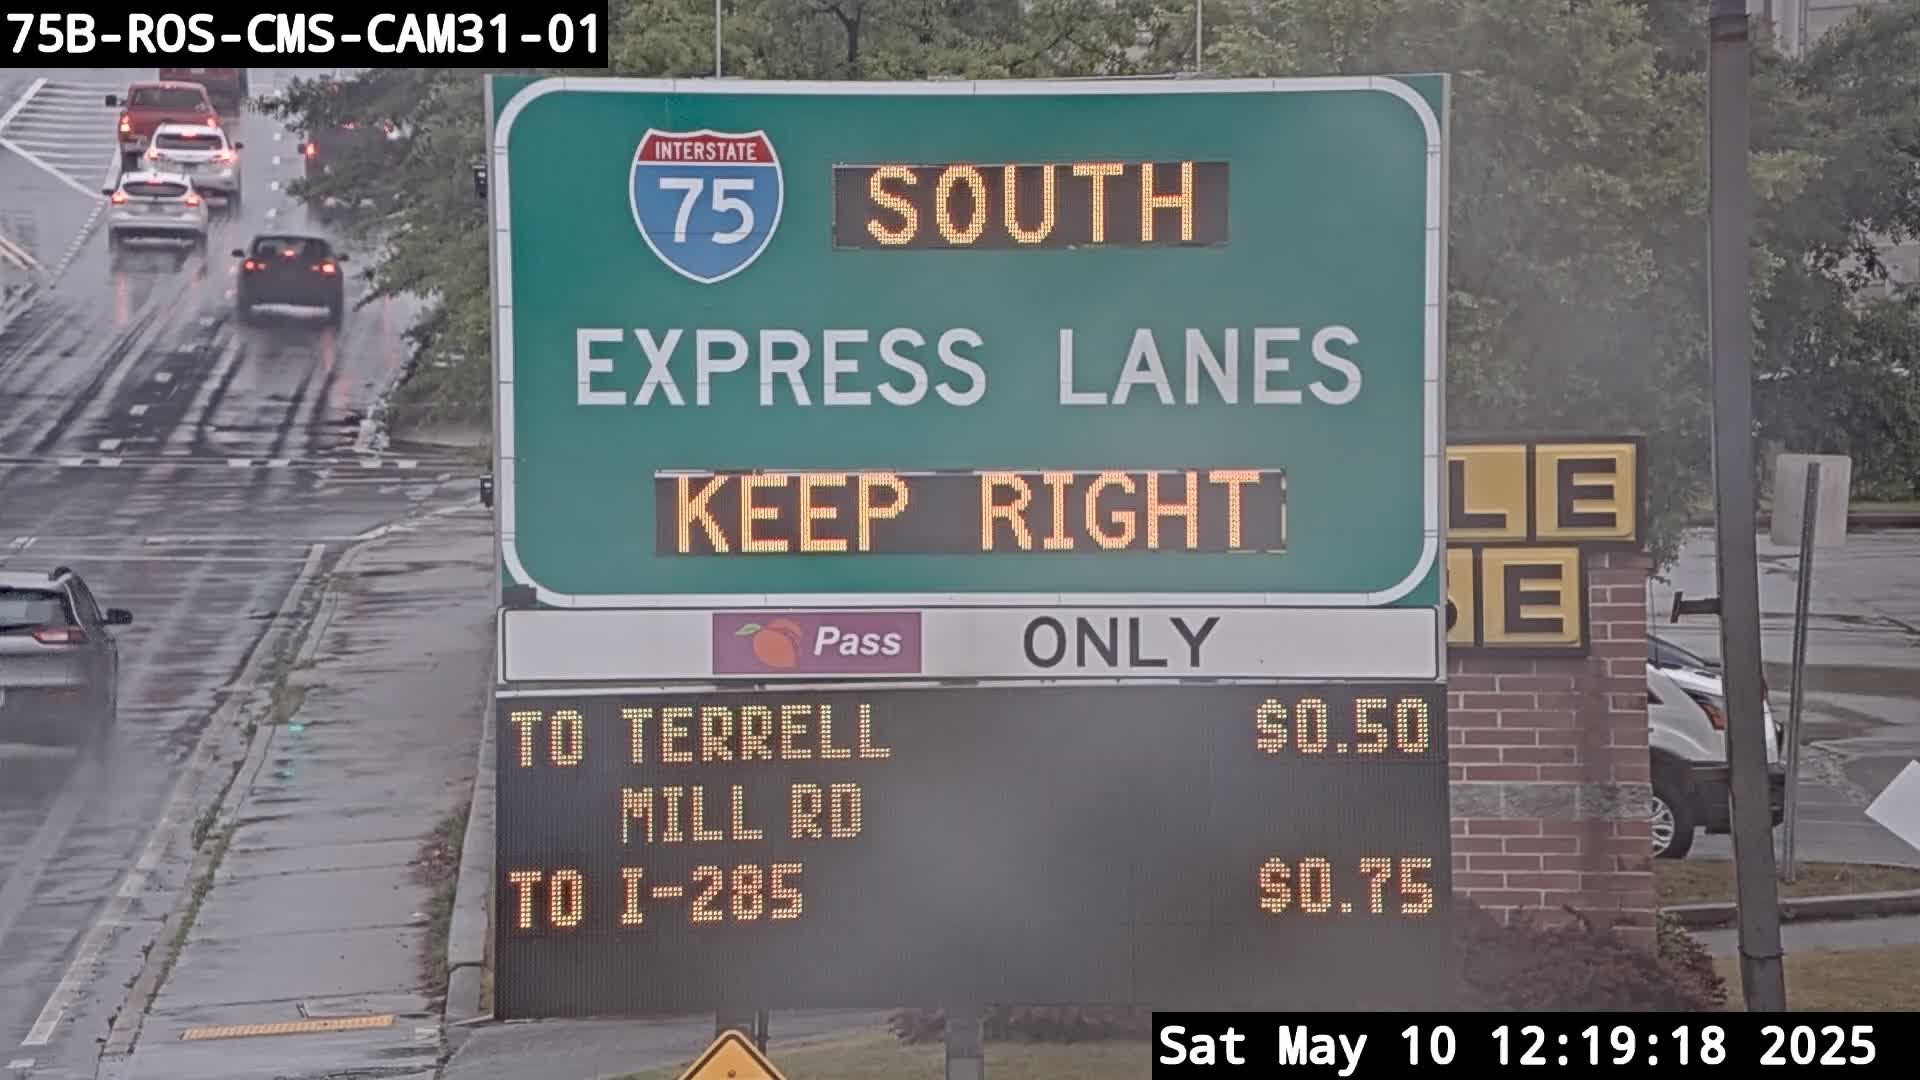 75B-ROS-CMS-CAM31-01
INTERSTATE
75
SOUTH
EXPRESS LANES
KEEP RIGHT
Pass ONLY
TO TERRELL $0.50
MILL RD
TO I-285 $0.75
LE
E
Sat May 10 12:19:18 2025